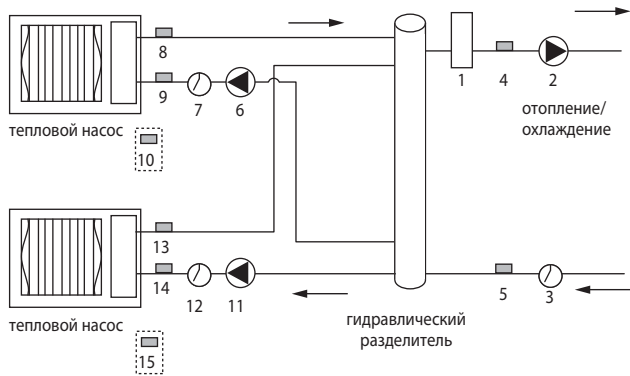 8
9
7
6
1
4
2
тепловой насос
отопление/
охлаждение
10
13
14
12
11
5
3
тепловой насос
гидравлический
разделитель
15